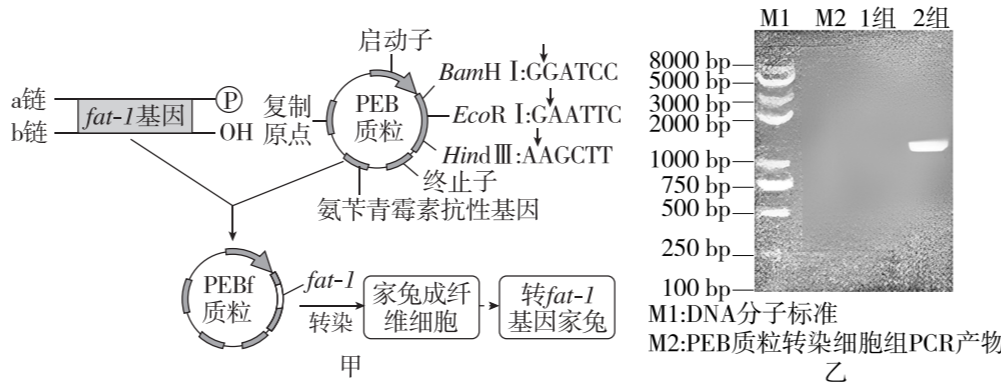 启动子
a链
b链
fat-1基因
P
OH
复制
原点
PEB
质粒
BamH Ⅰ:GGATCC
EcoR Ⅰ:GAATTC
Hind Ⅲ:AAGCTT
终止子
氨苄青霉素抗性基因
PEBf
质粒
fat-1
转染
家兔成纤
维细胞
转fat-1
基因家兔
甲
M1 M2 1组 2组
8000 bp
5000 bp
3000 bp
2000 bp
1000 bp
750 bp
500 bp
250 bp
100 bp
M1:DNA分子标准
M2:PEB质粒转染细胞组PCR产物
乙